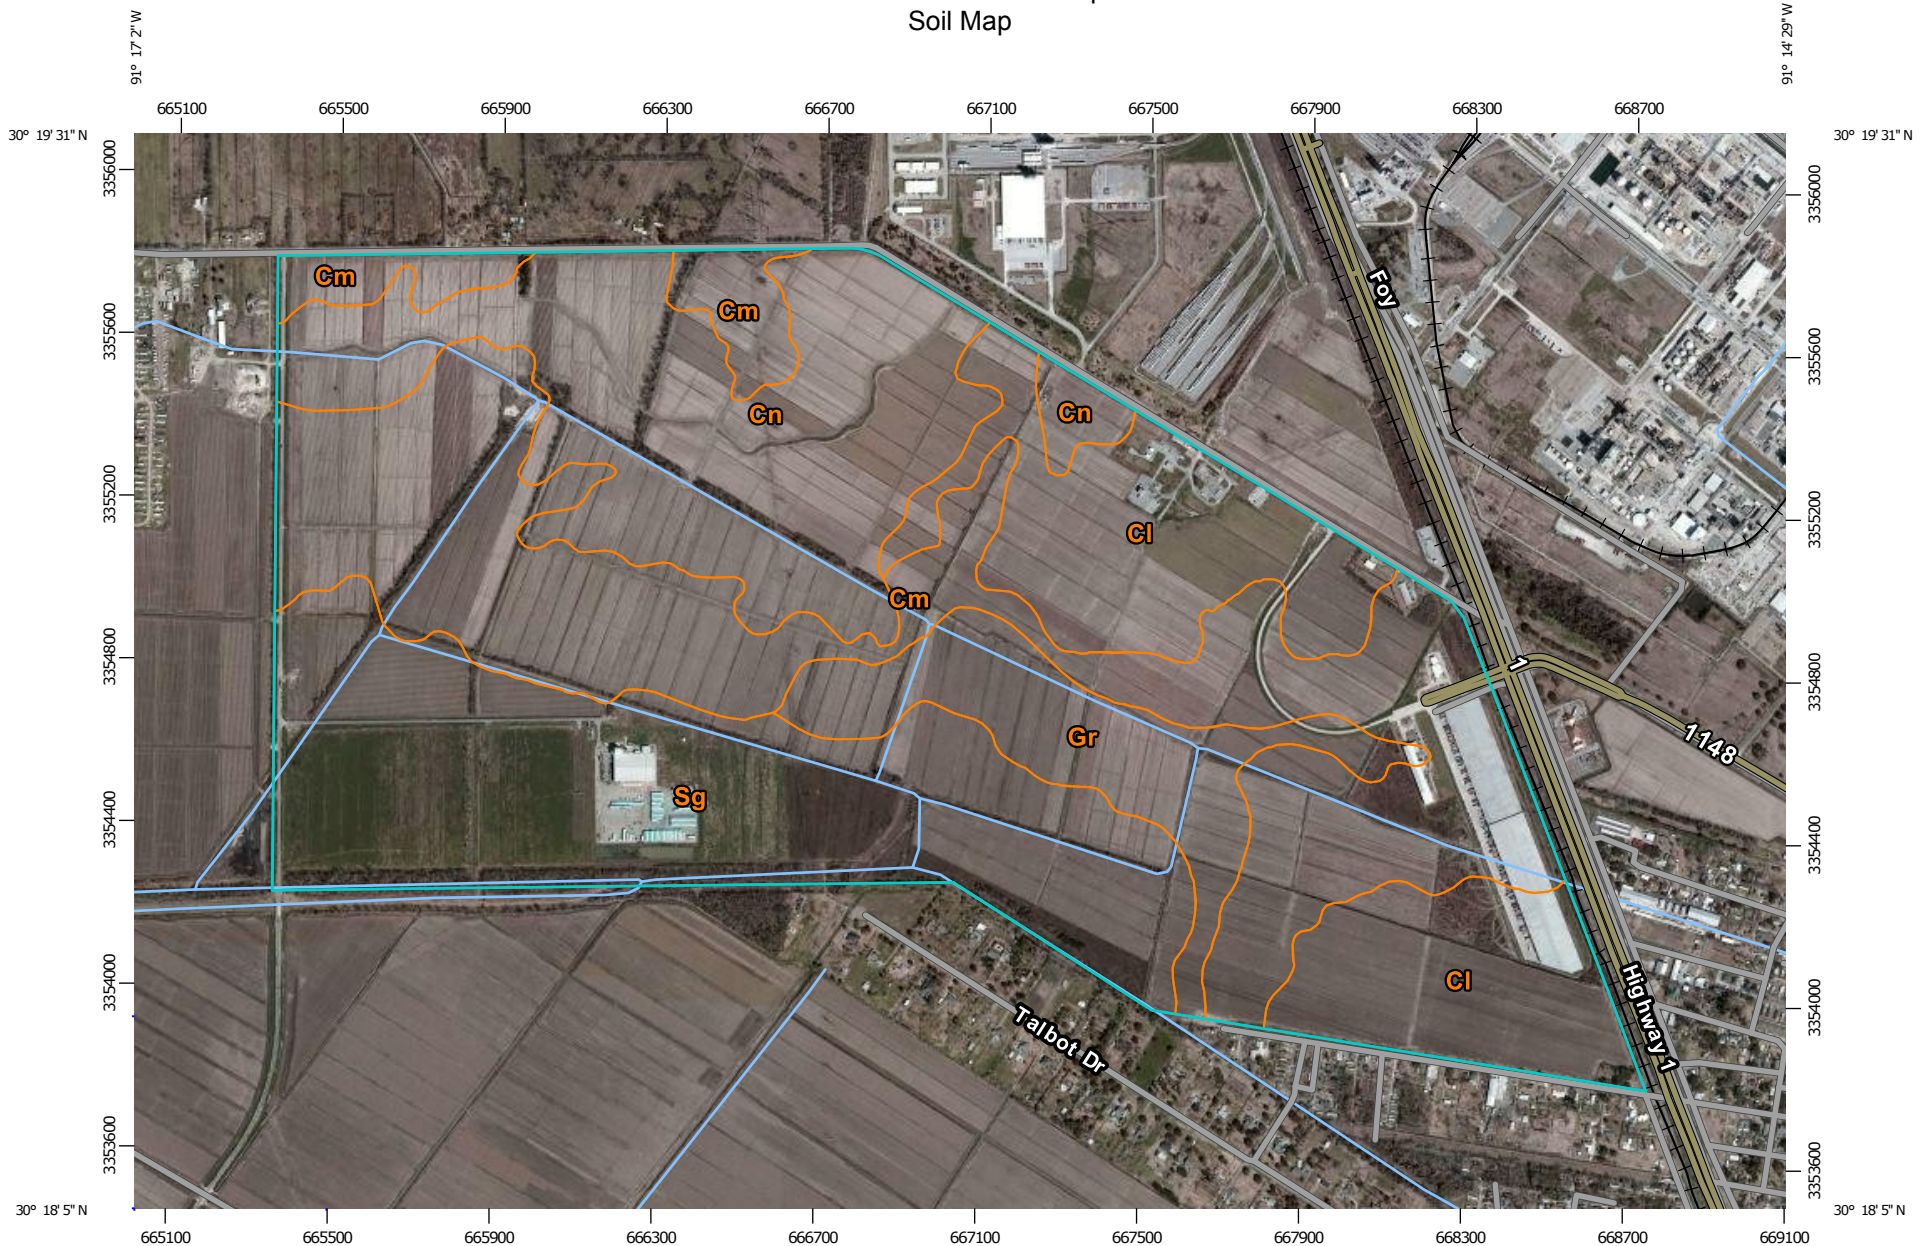 Soil Map
91° 17' 2" W
91° 14' 29" W
665100 665500 665900 666300 666700 667100 667500 667900 668300 668700
30° 19' 31" N
30° 19' 31" N
3356000
3355600
3355200
3354800
3354400
3354000
3353600
3356000
3355600
3355200
3354800
3354400
3354000
3353600
Cm
Cm
Cn
Cn
Cl
Cm
Gr
Sg
Cl
Foy
1
1148
Highway 1
Talbot Dr
30° 18' 5" N
30° 18' 5" N
665100 665500 665900 666300 666700 667100 667500 667900 668300 668700 669100